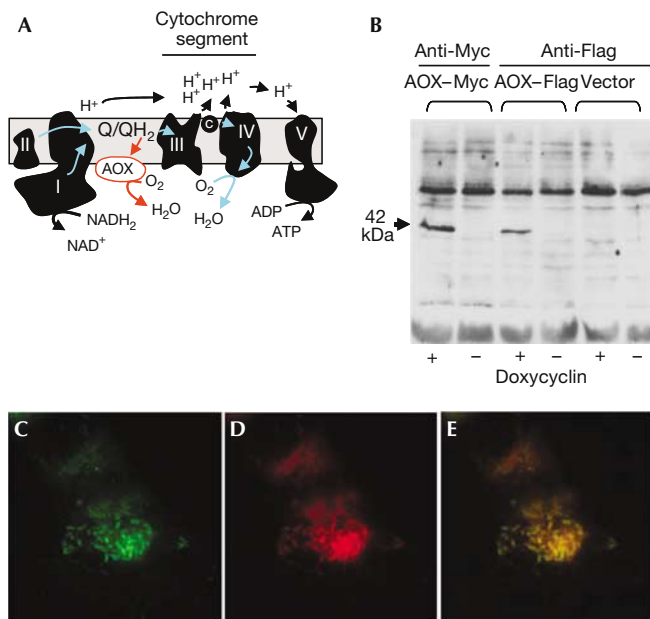 A
Cytochrome
segment
H⁺
H⁺
H⁺
H⁺
H⁺
H⁺
II
Q/QH₂
III
C
IV
V
I
AOX
O₂
O₂
H₂O
H₂O
NADH₂
NAD⁺
ADP
ATP
B
Anti-Myc Anti-Flag
AOX–Myc AOX–Flag Vector
42
kDa
+ – + – + –
Doxycyclin
C
D
E